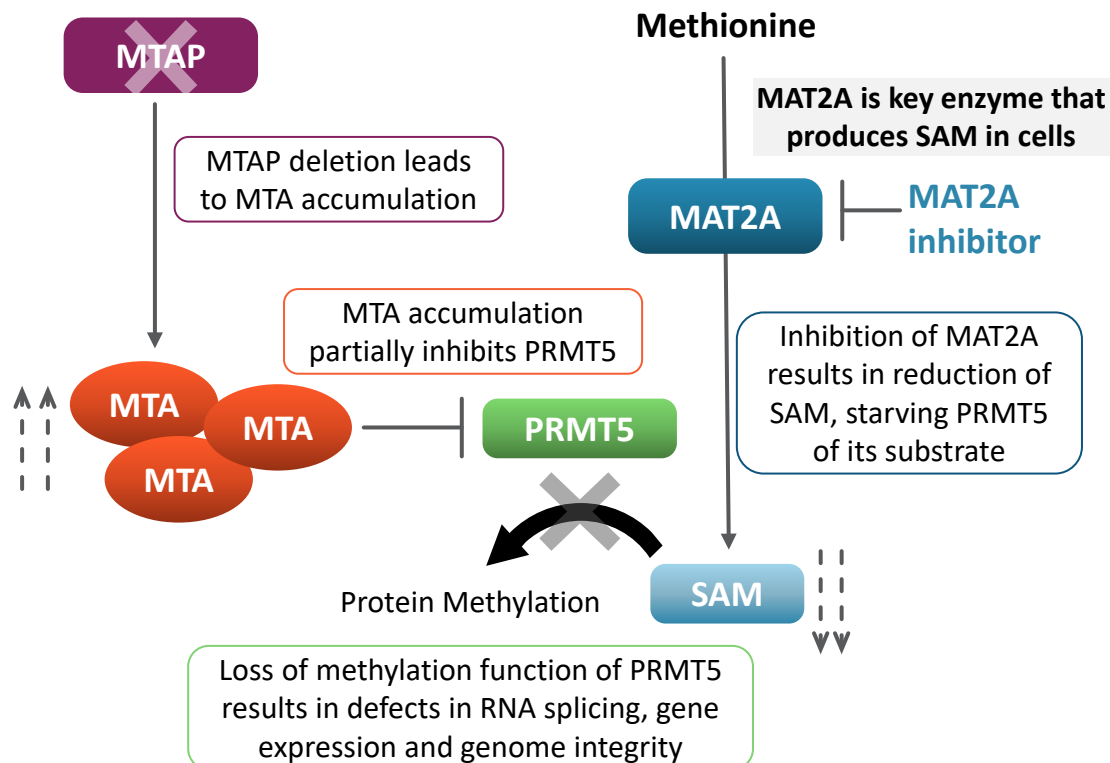 MTAP
Methionine
MAT2A is key enzyme that
produces SAM in cells
MTAP deletion leads
to MTA accumulation
MAT2A
MAT2A
inhibitor
MTA accumulation
partially inhibits PRMT5
Inhibition of MAT2A
results in reduction of
SAM, starving PRMT5
of its substrate
MTA
MTA
MTA
PRMT5
SAM
Protein Methylation
Loss of methylation function of PRMT5
results in defects in RNA splicing, gene
expression and genome integrity